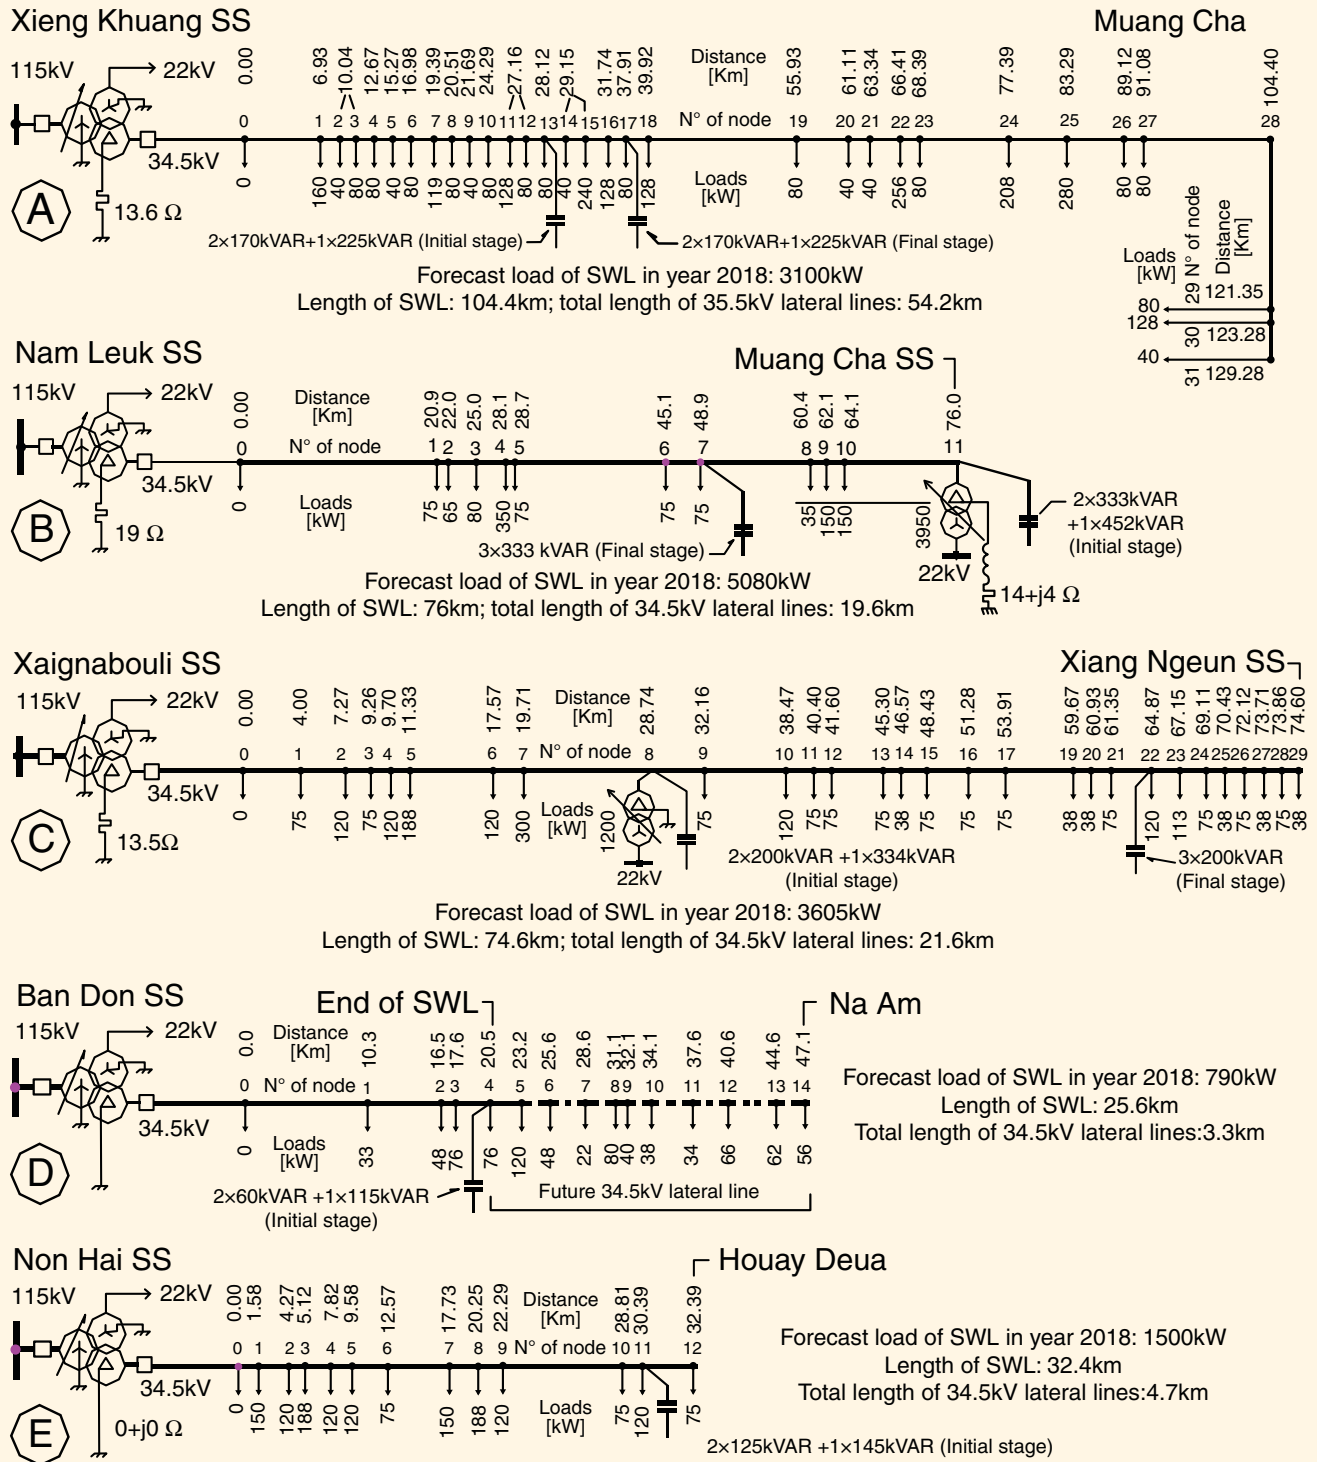 Xieng Khuang SS
Muang Cha
115kV
22kV
0.00 6.93 10.04 12.67 15.27 16.98 19.39 20.51 21.69 24.29 27.16 28.12 29.15 31.74 37.91 39.92 Distance [Km] 55.93 61.11 63.34 66.41 68.39 77.39 83.29 89.12 91.08 104.40
0 1 2 3 4 5 6 7 8 9 10 11 12 13 14 15 16 17 18 N° of node 19 20 21 22 23 24 25 26 27 28
34.5kV
0 160 40 80 80 40 80 119 80 40 80 128 80 80 40 240 128 80 128 Loads [kW] 80 40 40 256 80 208 280 80 80
A
13.6 Ω
2×170kVAR+1×225kVAR (Initial stage)
2×170kVAR+1×225kVAR (Final stage)
Forecast load of SWL in year 2018: 3100kW
Length of SWL: 104.4km; total length of 35.5kV lateral lines: 54.2km
Loads [kW] N° of node Distance [Km]
80 29 121.35
128 30 123.28
40 31 129.28
Nam Leuk SS
Muang Cha SS
115kV
22kV
0.00 Distance [Km] 20.9 22.0 25.0 28.1 28.7 45.1 48.9 60.4 62.1 64.1 76.0
0 N° of node 1 2 3 4 5 6 7 8 9 10 11
34.5kV
0 Loads [kW] 75 65 80 350 75 75 75 35 150 150 3950
B
19 Ω
3×333 kVAR (Final stage)
2×333kVAR
+1×452kVAR
(Initial stage)
22kV
14+j4 Ω
Forecast load of SWL in year 2018: 5080kW
Length of SWL: 76km; total length of 34.5kV lateral lines: 19.6km
Xaignabouli SS
Xiang Ngeun SS
115kV
22kV
0.00 4.00 7.27 9.26 9.70 11.33 17.57 19.71 Distance [Km] 28.74 32.16 38.47 40.40 41.60 45.30 46.57 48.43 51.28 53.91 59.67 60.93 61.35 64.87 67.15 69.11 70.43 72.12 73.71 73.86 74.60
0 1 2 3 4 5 6 7 N° of node 8 9 10 11 12 13 14 15 16 17 19 20 21 22 23 24 25 26 27 28 29
34.5kV
0 75 120 75 120 188 120 300 Loads [kW] 1200 75 120 75 75 75 38 75 75 75 38 38 75 120 113 75 38 75 38 75 38
C
13.5Ω
22kV
2×200kVAR +1×334kVAR
(Initial stage)
3×200kVAR
(Final stage)
Forecast load of SWL in year 2018: 3605kW
Length of SWL: 74.6km; total length of 34.5kV lateral lines: 21.6km
Ban Don SS
End of SWL
Na Am
115kV
22kV
0.0 Distance [Km] 10.3 16.5 17.6 20.5 23.2 25.6 28.6 31.1 32.1 34.1 37.6 40.6 44.6 47.1
0 N° of node 1 2 3 4 5 6 7 8 9 10 11 12 13 14
34.5kV
0 Loads [kW] 33 48 76 76 120 48 22 80 40 38 34 66 62 56
D
2×60kVAR +1×115kVAR
(Initial stage)
Future 34.5kV lateral line
Forecast load of SWL in year 2018: 790kW
Length of SWL: 25.6km
Total length of 34.5kV lateral lines:3.3km
Non Hai SS
Houay Deua
115kV
22kV
0.00 1.58 4.27 5.12 7.82 9.58 12.57 17.73 20.25 22.29 Distance [Km] 28.81 30.39 32.39
0 1 2 3 4 5 6 7 8 9 N° of node 10 11 12
34.5kV
0 150 120 188 120 120 75 150 188 120 Loads [kW] 75 120 75
E
0+j0 Ω
2×125kVAR +1×145kVAR (Initial stage)
Forecast load of SWL in year 2018: 1500kW
Length of SWL: 32.4km
Total length of 34.5kV lateral lines:4.7km